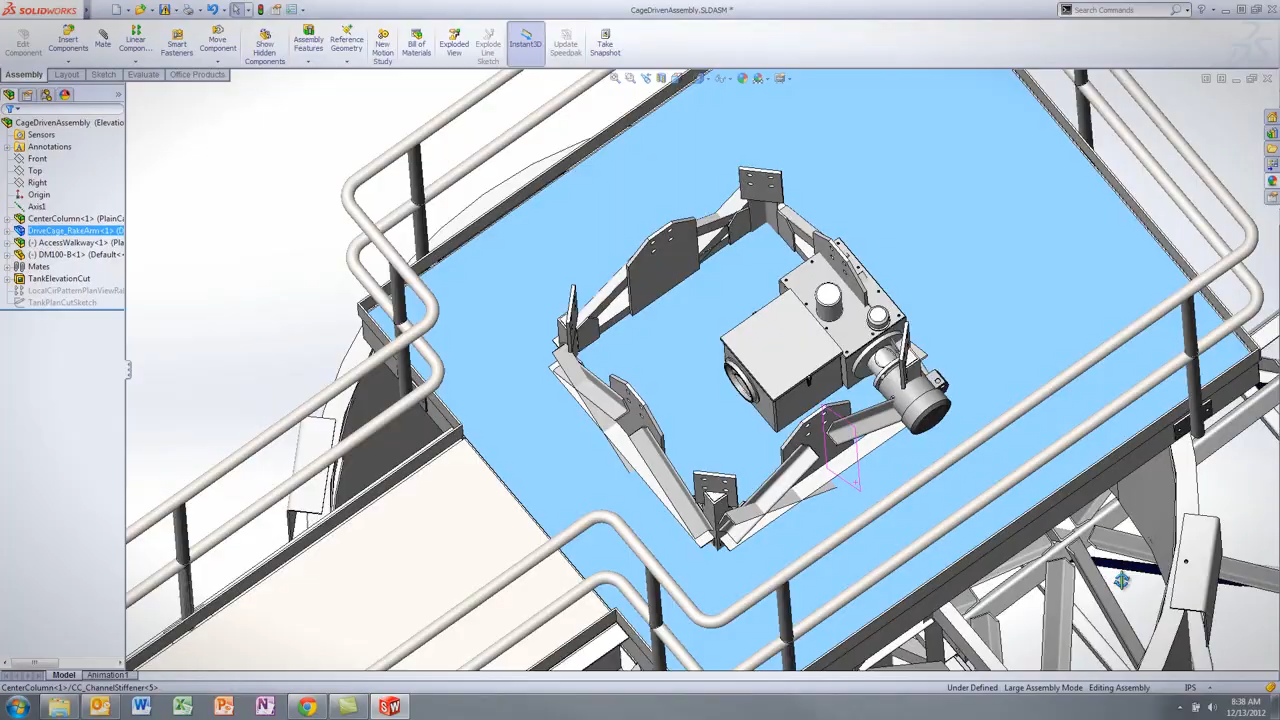 SOLIDWORKS
CageDrivenAssembly.SLDASM *
Search Commands
Edit Component
Insert Components
Mate
Linear Compon...
Smart Fasteners
Move Component
Show Hidden Components
Assembly Features
Reference Geometry
New Motion Study
Bill of Materials
Exploded View
Explode Line Sketch
Instant3D
Update Speedpak
Take Snapshot
Assembly Layout Sketch Evaluate Office Products
CageDrivenAssembly (Elevatio
Sensors
Annotations
Front
Top
Right
Origin
Axis1
CenterColumn<1> (PlainCa
DriveCage_RakeArm<1> (D
(-) AccessWalkway<1> (Pla
(-) DM100-B<1> (Default<
Mates
TankElevationCut
LocalCirPatternPlanViewRa
TankPlanCutSketch
Model Animation1
CenterColumn<1>/CC_ChannelStiffener<5> Under Defined Large Assembly Mode Editing Assembly IPS
8:38 AM
12/13/2012